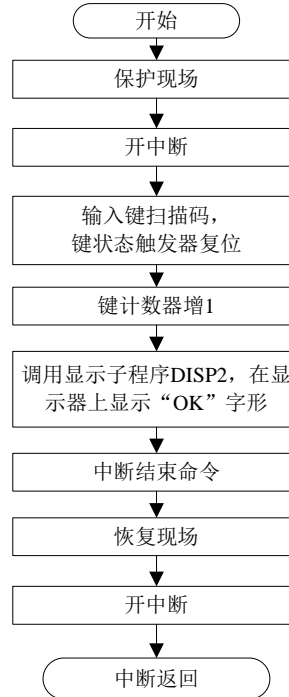 开始
保护现场
开中断
输入键扫描码，
键状态触发器复位
键计数器增1
调用显示子程序DISP2，在显
示器上显示“OK”字形
中断结束命令
恢复现场
开中断
中断返回